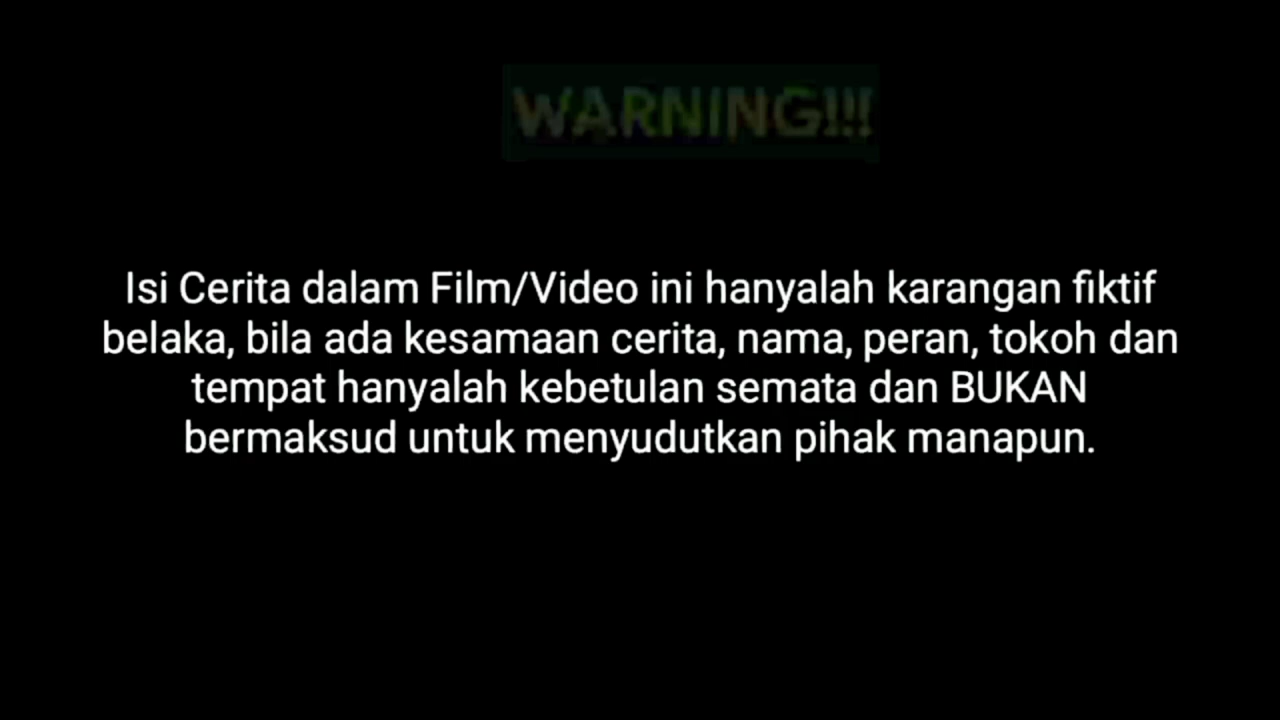 WARNING!!!
Isi Cerita dalam Film/Video ini hanyalah karangan fiktif
belaka, bila ada kesamaan cerita, nama, peran, tokoh dan
tempat hanyalah kebetulan semata dan BUKAN
bermaksud untuk menyudutkan pihak manapun.